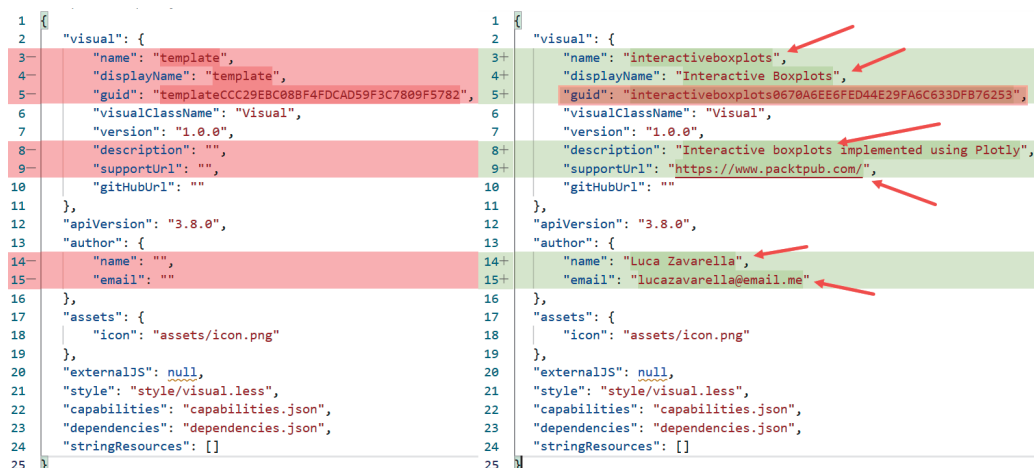 1 {
2 "visual": {
3- "name": "template",
4- "displayName": "template",
5- "guid": "templateCCC29EBC08BF4FDCAD59F3C7809F5782",
6 "visualClassName": "Visual",
7 "version": "1.0.0",
8- "description": "",
9- "supportUrl": "",
10 "gitHubUrl": ""
11 },
12 "apiVersion": "3.8.0",
13 "author": {
14- "name": "",
15- "email": ""
16 },
17 "assets": {
18 "icon": "assets/icon.png"
19 },
20 "externalJS": null,
21 "style": "style/visual.less",
22 "capabilities": "capabilities.json",
23 "dependencies": "dependencies.json",
24 "stringResources": []
25 }
1 {
2 "visual": {
3+ "name": "interactiveboxplots",
4+ "displayName": "Interactive Boxplots",
5+ "guid": "interactiveboxplots0670A6EE6FED44E29FA6C633DFB76253",
6 "visualClassName": "Visual",
7 "version": "1.0.0",
8+ "description": "Interactive boxplots implemented using Plotly",
9+ "supportUrl": "https://www.packtpub.com/",
10 "gitHubUrl": ""
11 },
12 "apiVersion": "3.8.0",
13 "author": {
14+ "name": "Luca Zavarella",
15+ "email": "lucazavarella@email.me"
16 },
17 "assets": {
18 "icon": "assets/icon.png"
19 },
20 "externalJS": null,
21 "style": "style/visual.less",
22 "capabilities": "capabilities.json",
23 "dependencies": "dependencies.json",
24 "stringResources": []
25 }